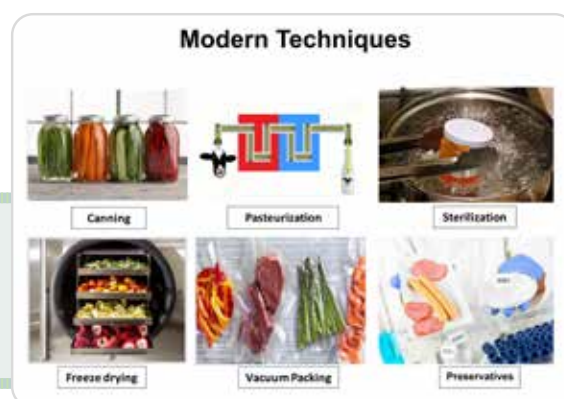 Modern Techniques
Canning
Pasteurization
Sterilization
Freeze drying
Vacuum Packing
Preservatives